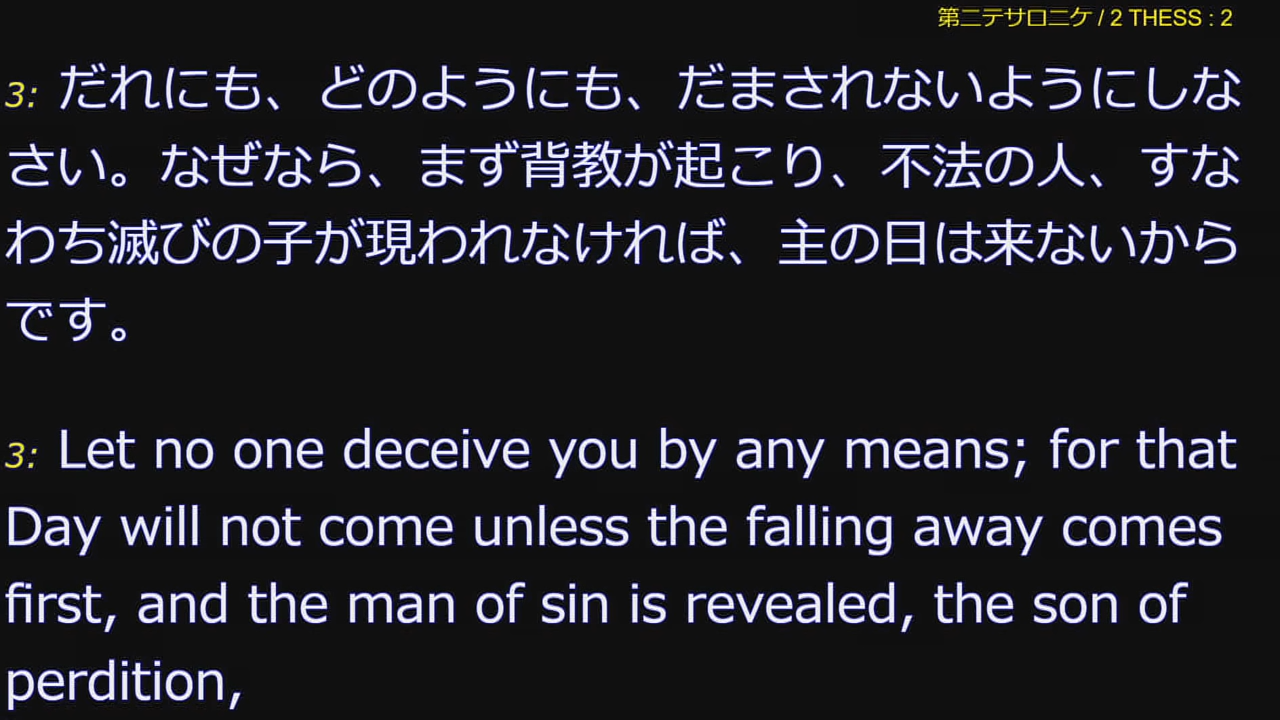 第二テサロニケ / 2 THESS : 2
3: だれにも、どのようにも、だまされないようにしな
さい。なぜなら、まず背教が起こり、不法の人、すな
わち滅びの子が現われなければ、主の日は来ないから
です。
3: Let no one deceive you by any means; for that
Day will not come unless the falling away comes
first, and the man of sin is revealed, the son of
perdition,